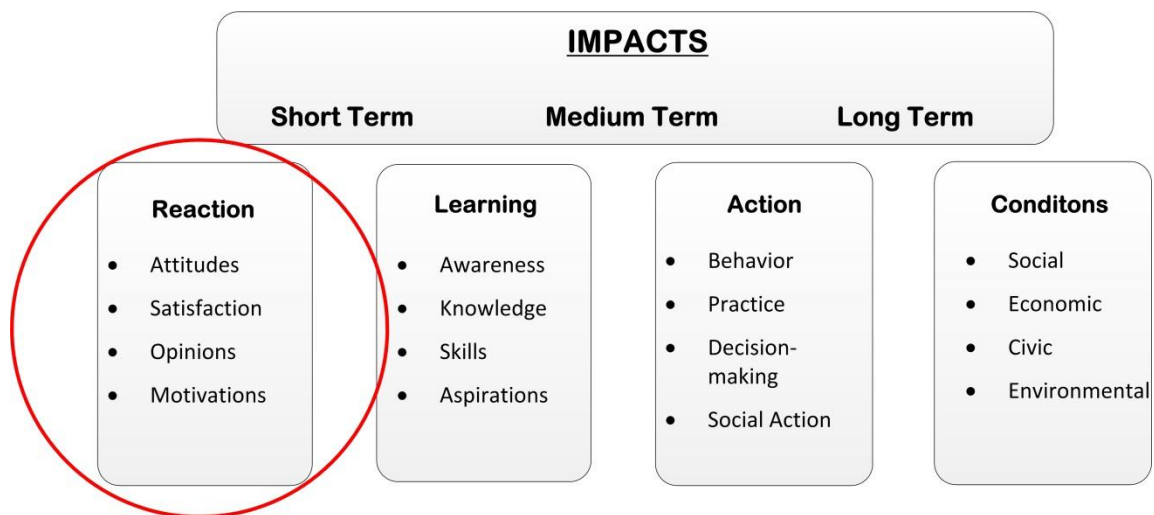 IMPACTS
Short Term Medium Term Long Term
Reaction
• Attitudes
• Satisfaction
• Opinions
• Motivations
Learning
• Awareness
• Knowledge
• Skills
• Aspirations
Action
• Behavior
• Practice
• Decision-
making
• Social Action
Conditons
• Social
• Economic
• Civic
• Environmental